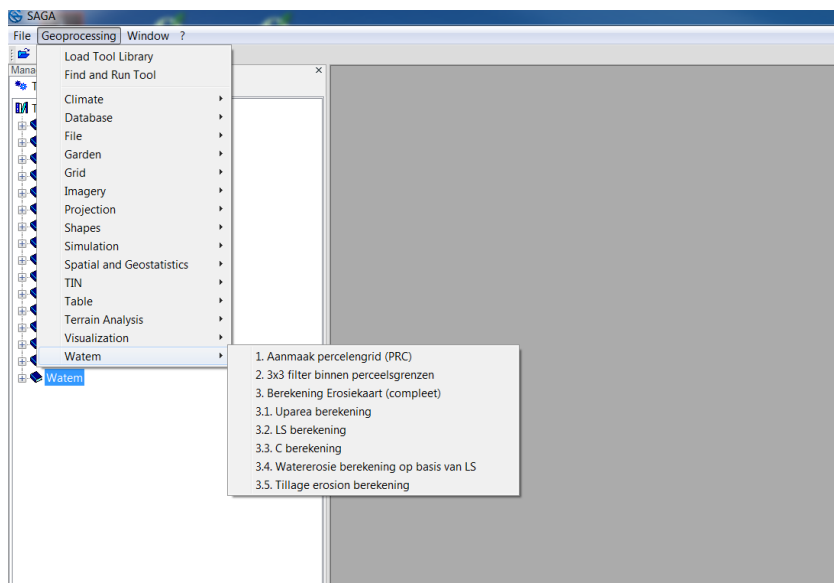 SAGA
File Geoprocessing Window ?
Load Tool Library
Find and Run Tool
Climate
Database
File
Garden
Grid
Imagery
Projection
Shapes
Simulation
Spatial and Geostatistics
TIN
Table
Terrain Analysis
Visualization
Watem
1. Aanmaak percelengrid (PRC)
2. 3x3 filter binnen perceelsgrenzen
3. Berekening Erosiekaart (compleet)
3.1. Uparea berekening
3.2. LS berekening
3.3. C berekening
3.4. Watererosie berekening op basis van LS
3.5. Tillage erosion berekening
Watem